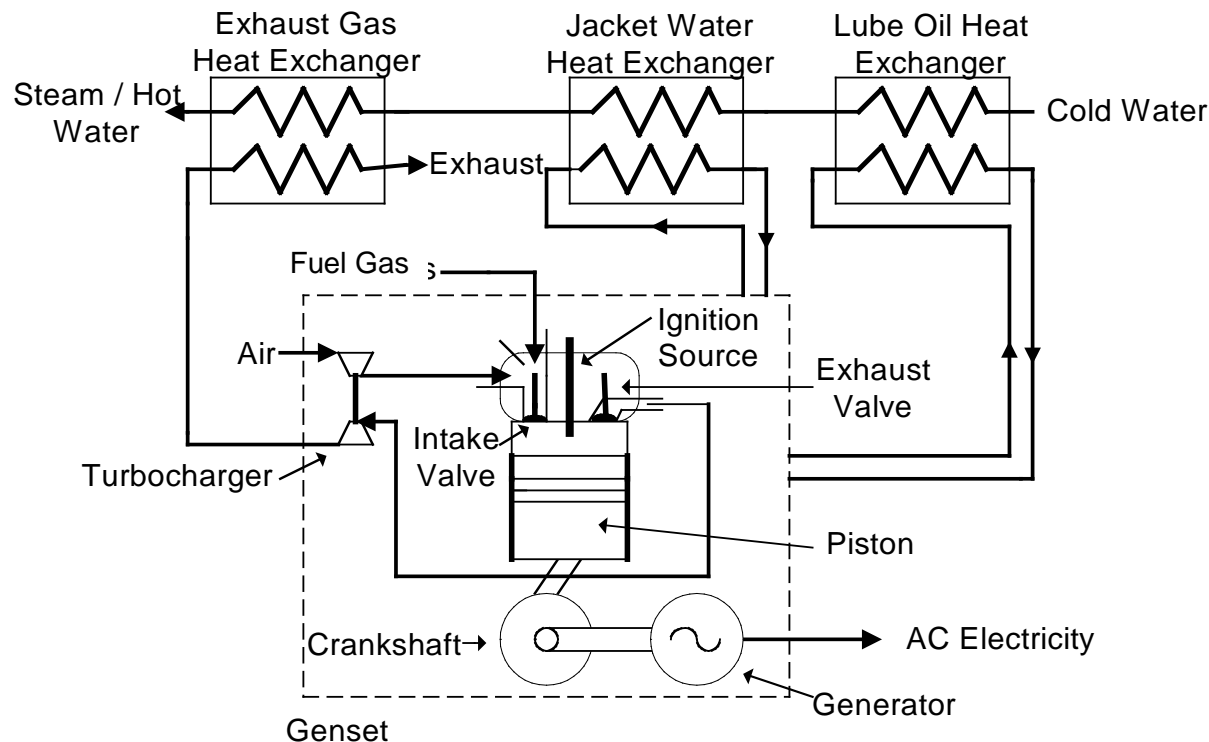 Exhaust Gas
Heat Exchanger
Jacket Water
Heat Exchanger
Lube Oil Heat
Exchanger
Steam / Hot
Water
Cold Water
Exhaust
Fuel Gas s
Ignition
Source
Air
Exhaust
Valve
Intake
Valve
Turbocharger
Piston
Crankshaft
AC Electricity
Generator
Genset